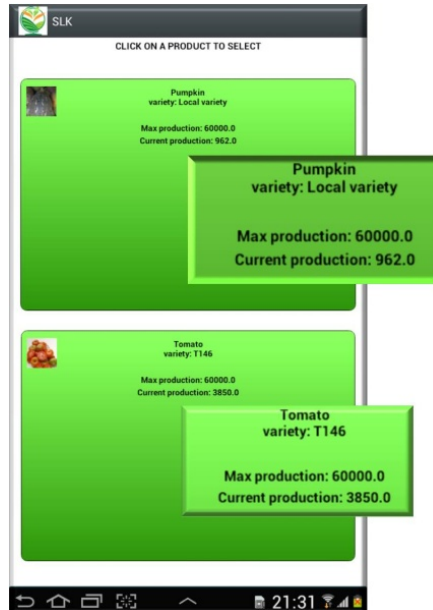 SLK
CLICK ON A PRODUCT TO SELECT
Pumpkin
variety: Local variety
Max production: 60000.0
Current production: 962.0
Pumpkin
variety: Local variety
Max production: 60000.0
Current production: 962.0
Tomato
variety: T146
Max production: 60000.0
Current production: 3850.0
Tomato
variety: T146
Max production: 60000.0
Current production: 3850.0
21:31